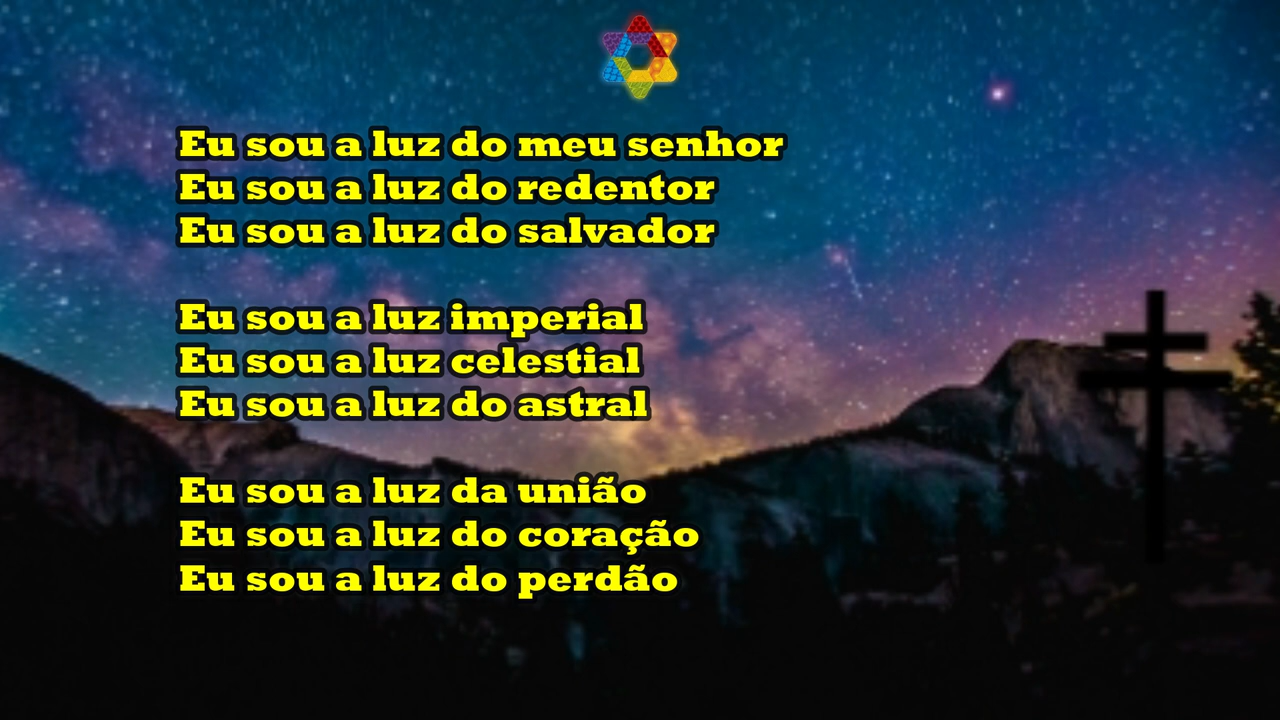 Eu sou a luz do meu senhor
Eu sou a luz do redentor
Eu sou a luz do salvador
Eu sou a luz imperial
Eu sou a luz celestial
Eu sou a luz do astral
Eu sou a luz da união
Eu sou a luz do coração
Eu sou a luz do perdão